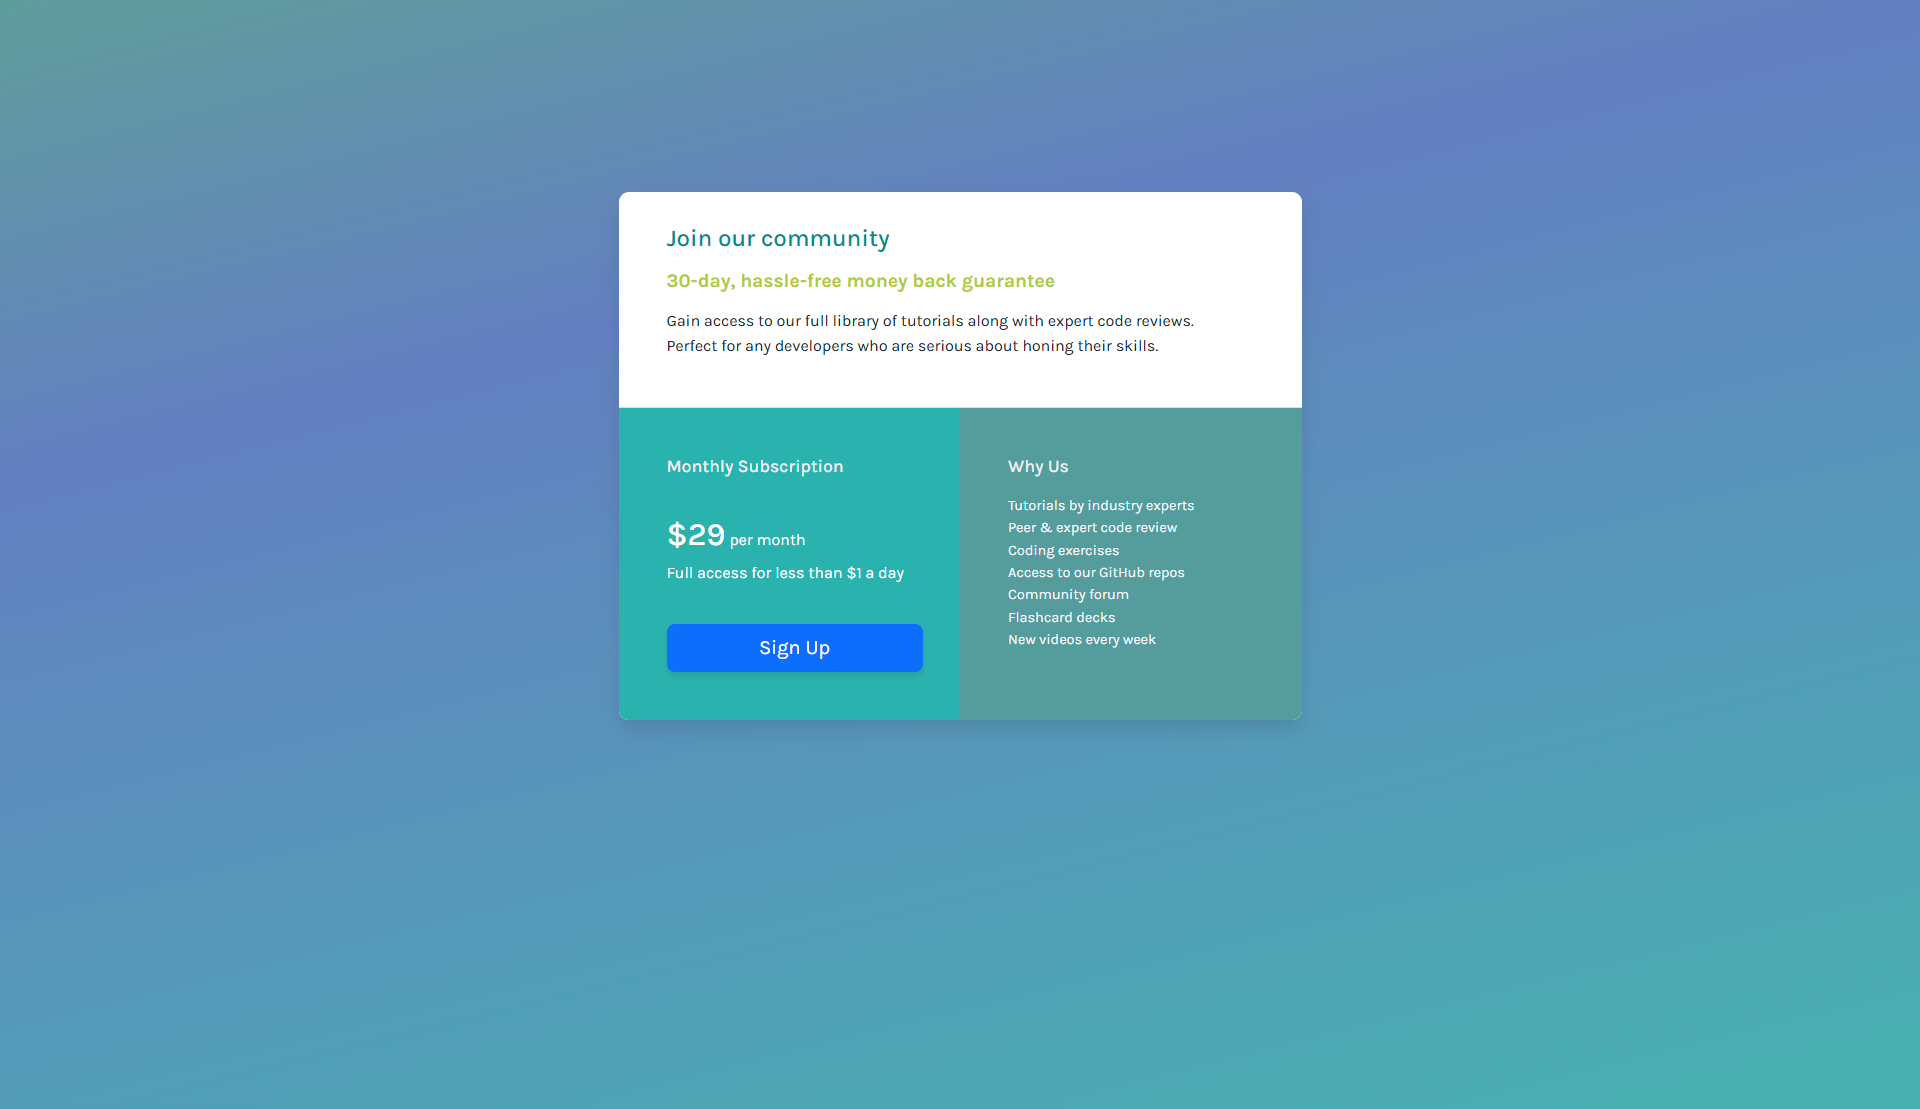 Join our community
30-day, hassle-free money back guarantee
Gain access to our full library of tutorials along with expert code reviews.
Perfect for any developers who are serious about honing their skills.
Monthly Subscription
$29 per month
Full access for less than $1 a day
Sign Up
Why Us
Tutorials by industry experts
Peer & expert code review
Coding exercises
Access to our GitHub repos
Community forum
Flashcard decks
New videos every week